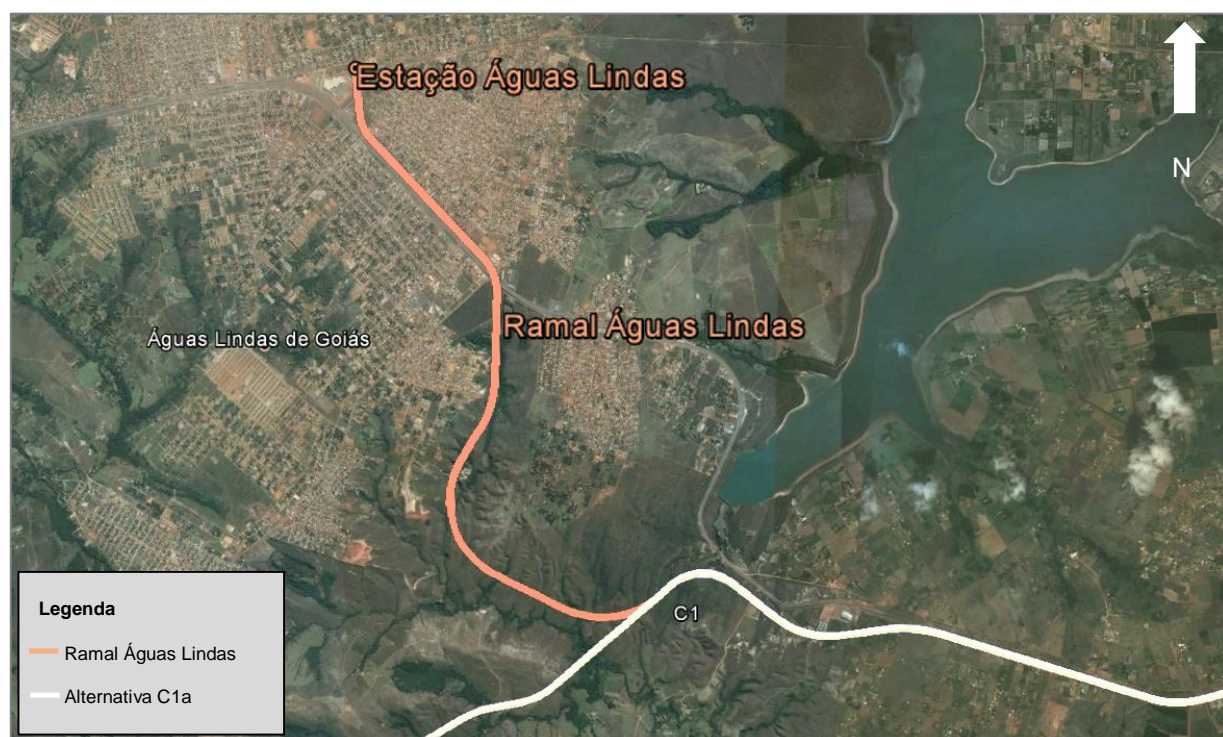 Estação Águas Lindas
N
Ramal Águas Lindas
Águas Lindas de Goiás
C1
Legenda
Ramal Águas Lindas
Alternativa C1a